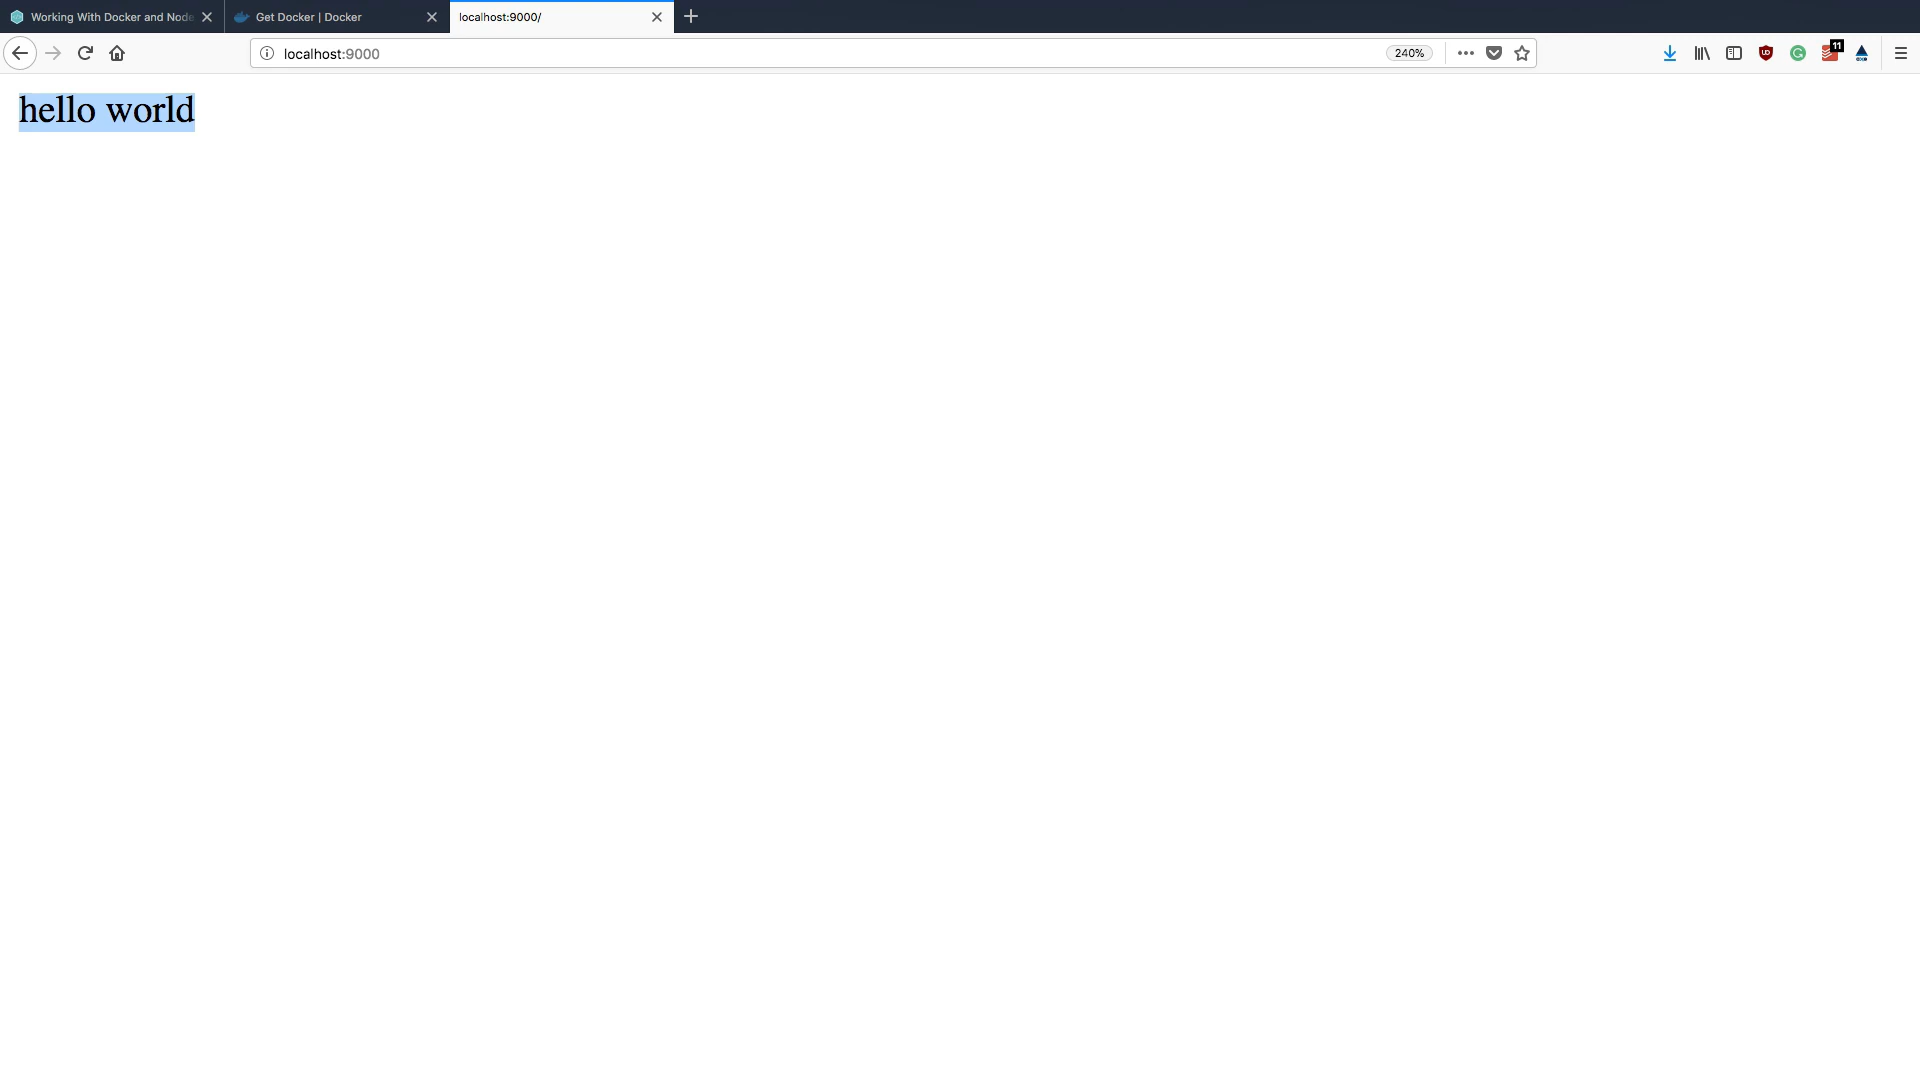 Working With Docker and Node
Get Docker | Docker
localhost:9000/
localhost:9000
240%
11
hello world